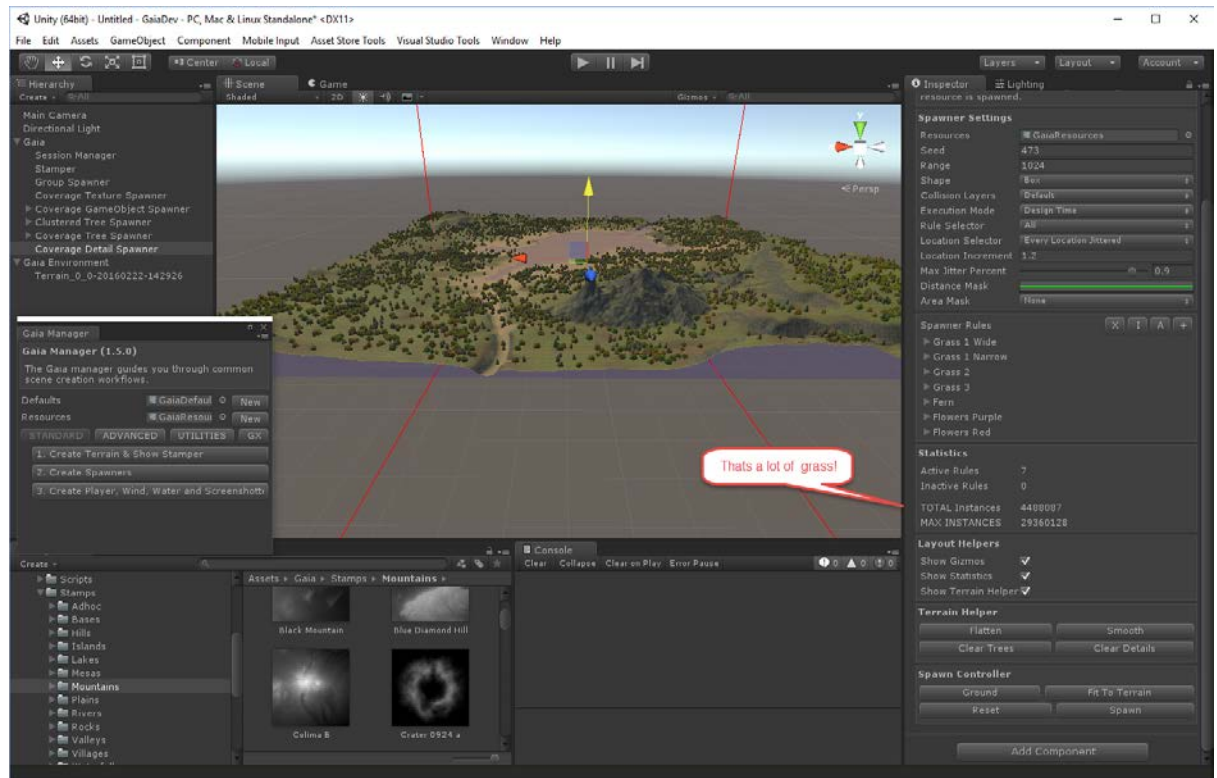 Unity (64bit) - Untitled - GaiaDev - PC, Mac & Linux Standalone* <DX11>
File Edit Assets GameObject Component Mobile Input Asset Store Tools Visual Studio Tools Window Help
Center Local Layers Layout Account
Hierarchy
Create All
Main Camera
Directional Light
Gaia
Session Manager
Stamper
Group Spawner
Coverage Texture Spawner
Coverage GameObject Spawner
Clustered Tree Spawner
Coverage Tree Spawner
Coverage Detail Spawner
Gaia Environment
Terrain_0_0-20160222-142926
Scene Game
Shaded 2D Gizmos All
y
Persp
Gaia Manager
Gaia Manager (1.5.0)
The Gaia manager guides you through common
scene creation workflows.
Defaults GaiaDefaul New
Resources GaiaResoui New
STANDARD ADVANCED UTILITIES GX
1. Create Terrain & Show Stamper
2. Create Spawners
3. Create Player, Wind, Water and Screenshott
Thats a lot of grass!
Create
Scripts
Stamps
Adhoc
Bases
Hills
Islands
Lakes
Mesas
Mountains
Plains
Rivers
Rocks
Valleys
Villages
Assets Gaia Stamps Mountains
Black Mountain Blue Diamond Hill
Colima B Crater 0924 a
Console
Clear Collapse Clear on Play Error Pause 0 0 0
Inspector Lighting
resource is spawned.
Spawner Settings
Resources GaiaResources
Seed 473
Range 1024
Shape Box
Collision Layers Default
Execution Mode Design Time
Rule Selector All
Location Selector Every Location Jittered
Location Increment 1.2
Max Jitter Percent 0.9
Distance Mask
Area Mask None
Spawner Rules X I A +
Grass 1 Wide
Grass 1 Narrow
Grass 2
Grass 3
Fern
Flowers Purple
Flowers Red
Statistics
Active Rules 7
Inactive Rules 0
TOTAL Instances 4488087
MAX INSTANCES 29360128
Layout Helpers
Show Gizmos
Show Statistics
Show Terrain Helper
Terrain Helper
Flatten Smooth
Clear Trees Clear Details
Spawn Controller
Ground Fit To Terrain
Reset Spawn
Add Component